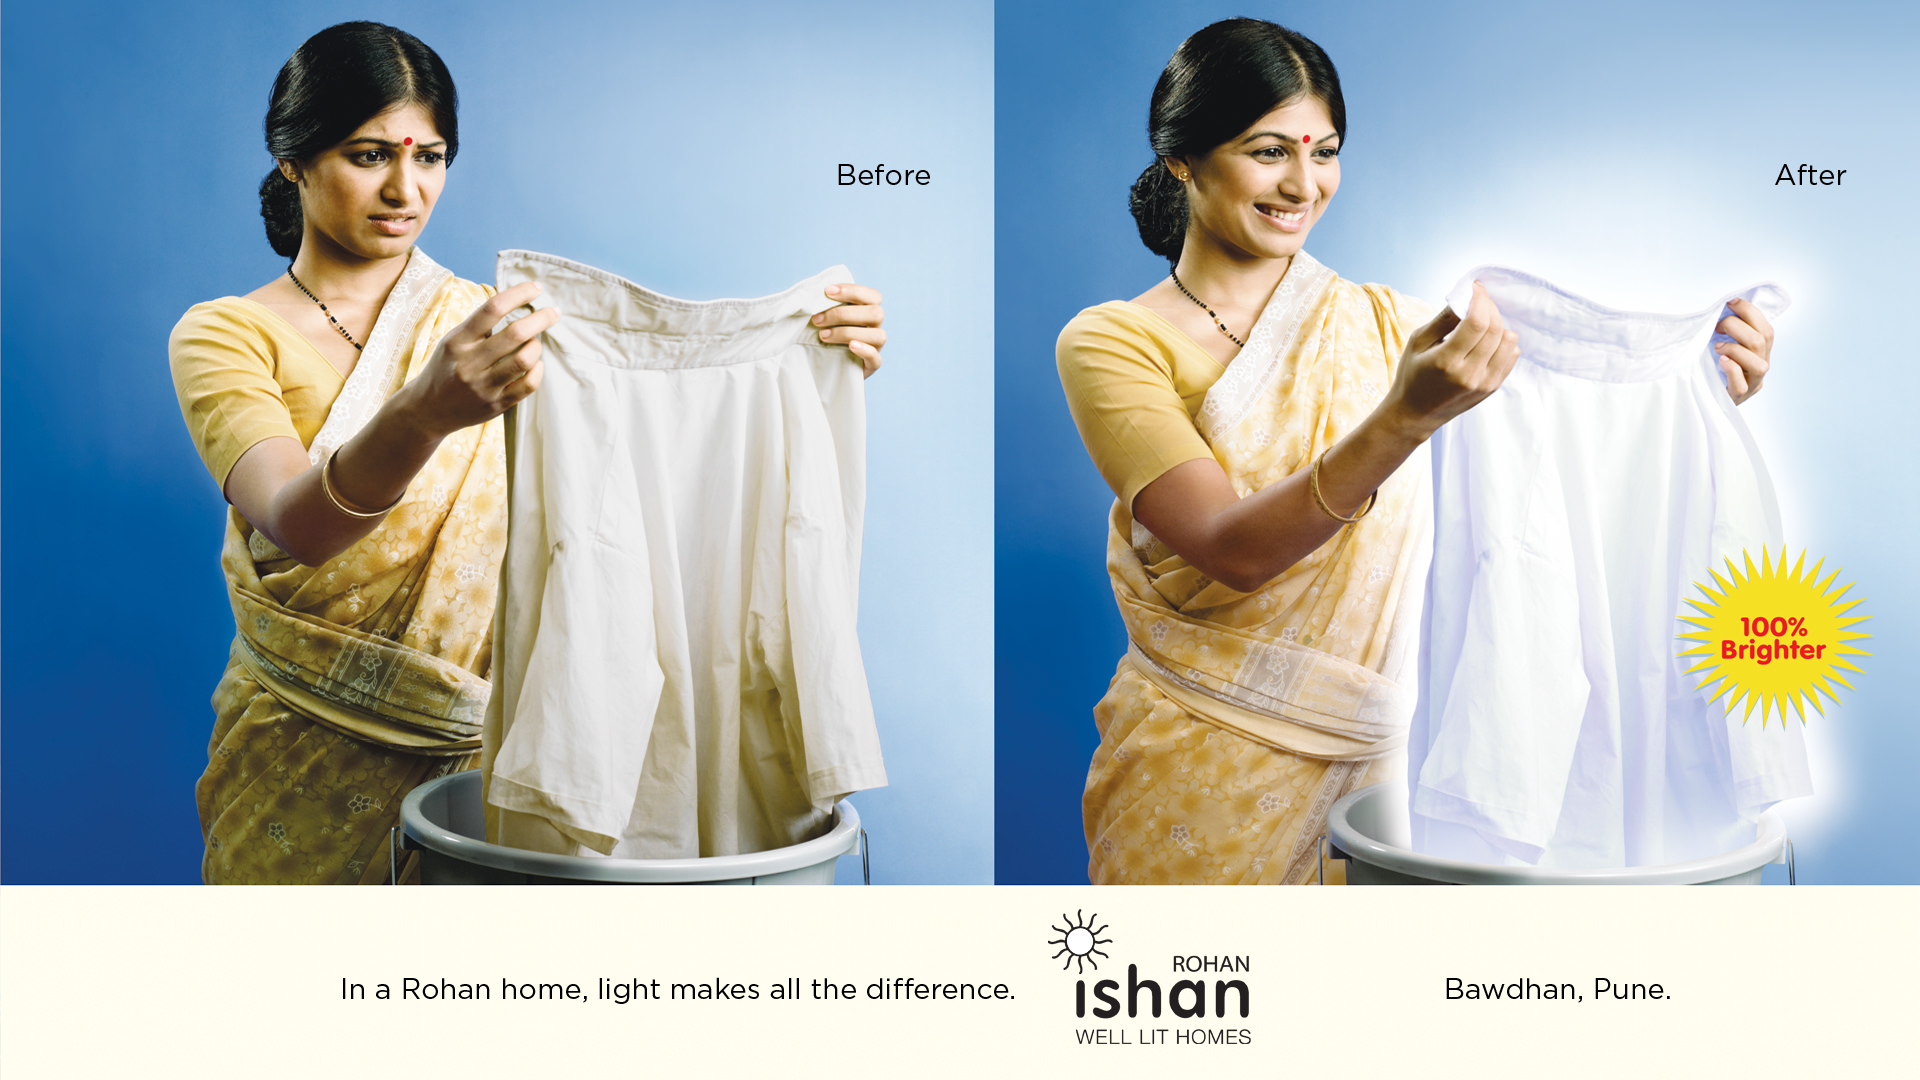 Before
After
100%
Brighter
In a Rohan home, light makes all the difference.
ROHAN
ishan
WELL LIT HOMES
Bawdhan, Pune.